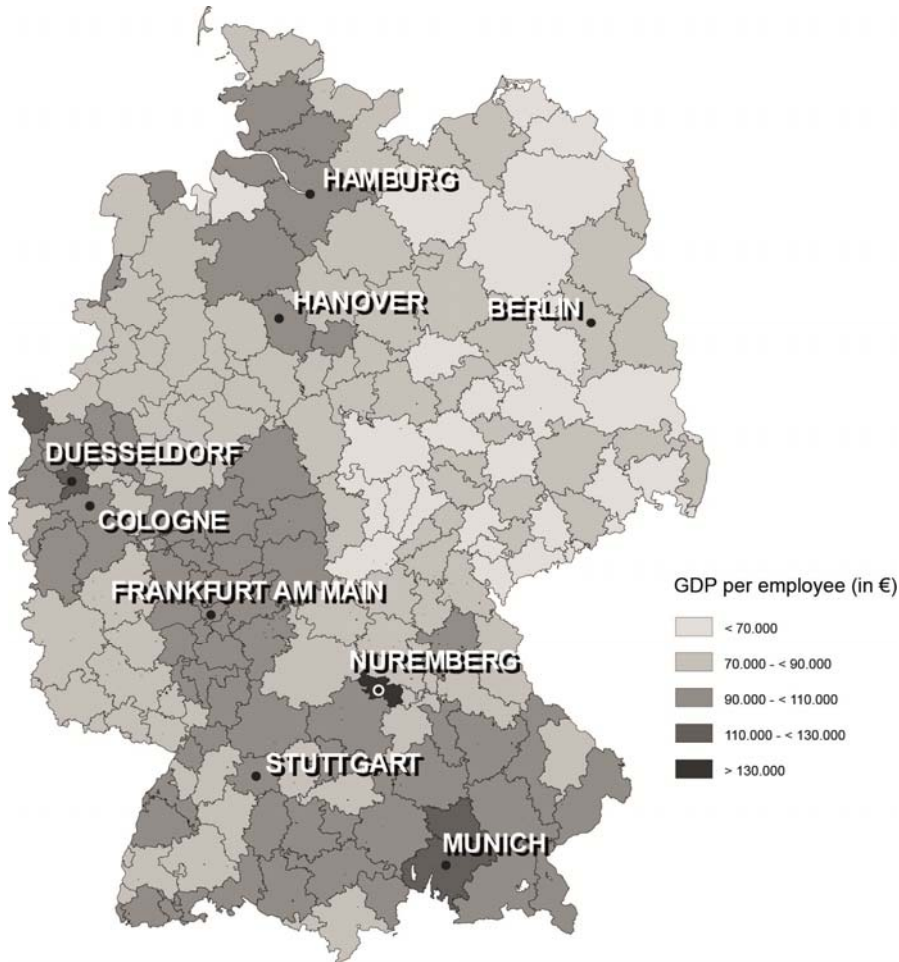 HAMBURG
HANOVER
BERLIN
DUESSELDORF
COLOGNE
FRANKFURT AM MAIN
NUREMBERG
STUTTGART
MUNICH
GDP per employee (in €)
< 70.000
70.000 - < 90.000
90.000 - < 110.000
110.000 - < 130.000
> 130.000